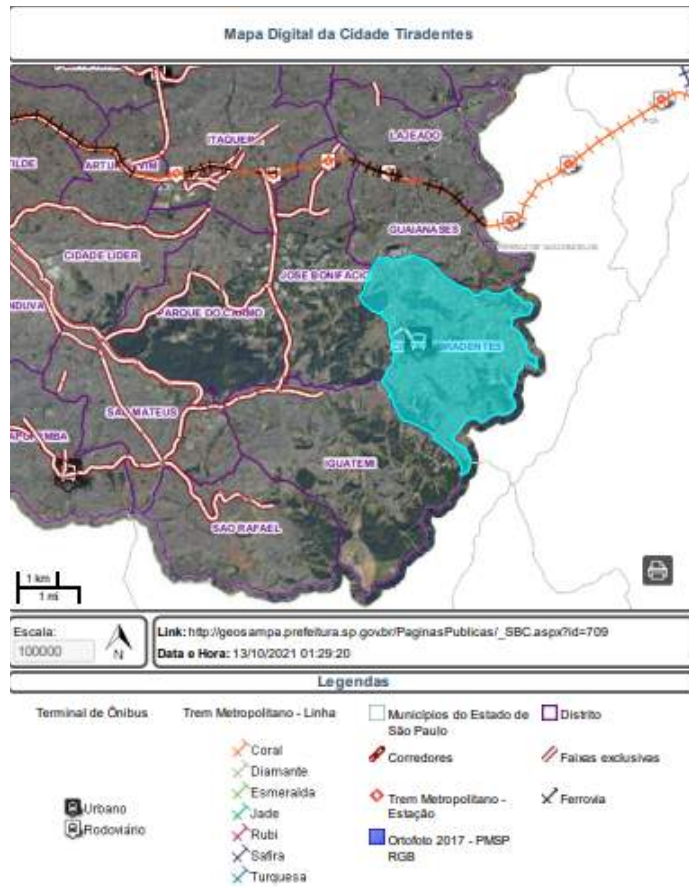 Mapa Digital da Cidade Tiradentes
ITAQUER
LAJEADO
TILDE
GUAIANASES
CIDADE LIDER
JOSE BONIFACIO
NDUVA
PARQUE DO CARMO
TIRADENTES
SAO MATEUS
IGUATEMI
SAO RAFAEL
1 km
1 mi
Escala:
100000
N
Link: http://geosampa.prefeitura.sp.gov.br/PaginasPublicas/_SBC.aspx?id=709
Data e Hora: 13/10/2021 01:29:20
Legendas
Terminal de Ônibus
Urbano
Rodoviário
Trem Metropolitano - Linha
Coral
Diamante
Esmeralda
Jade
Rubi
Safira
Turquesa
Municípios do Estado de
São Paulo
Distrito
Corredores
Faixas exclusivas
Trem Metropolitano -
Estação
Ferrovia
Ortofoto 2017 - PMSP
RGB